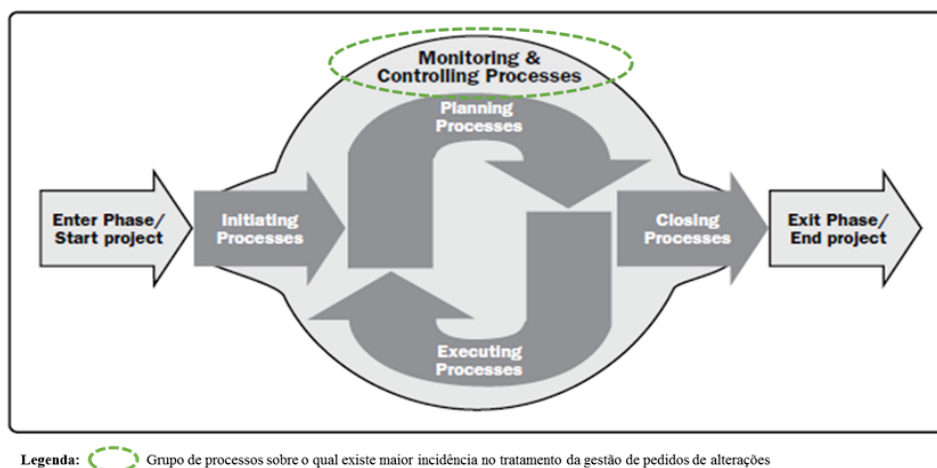 Monitoring &
Controlling Processes
Planning
Processes
Enter Phase/
Start project
Initiating
Processes
Closing
Processes
Exit Phase/
End project
Executing
Processes
Legenda: Grupo de processos sobre o qual existe maior incidência no tratamento da gestão de pedidos de alterações